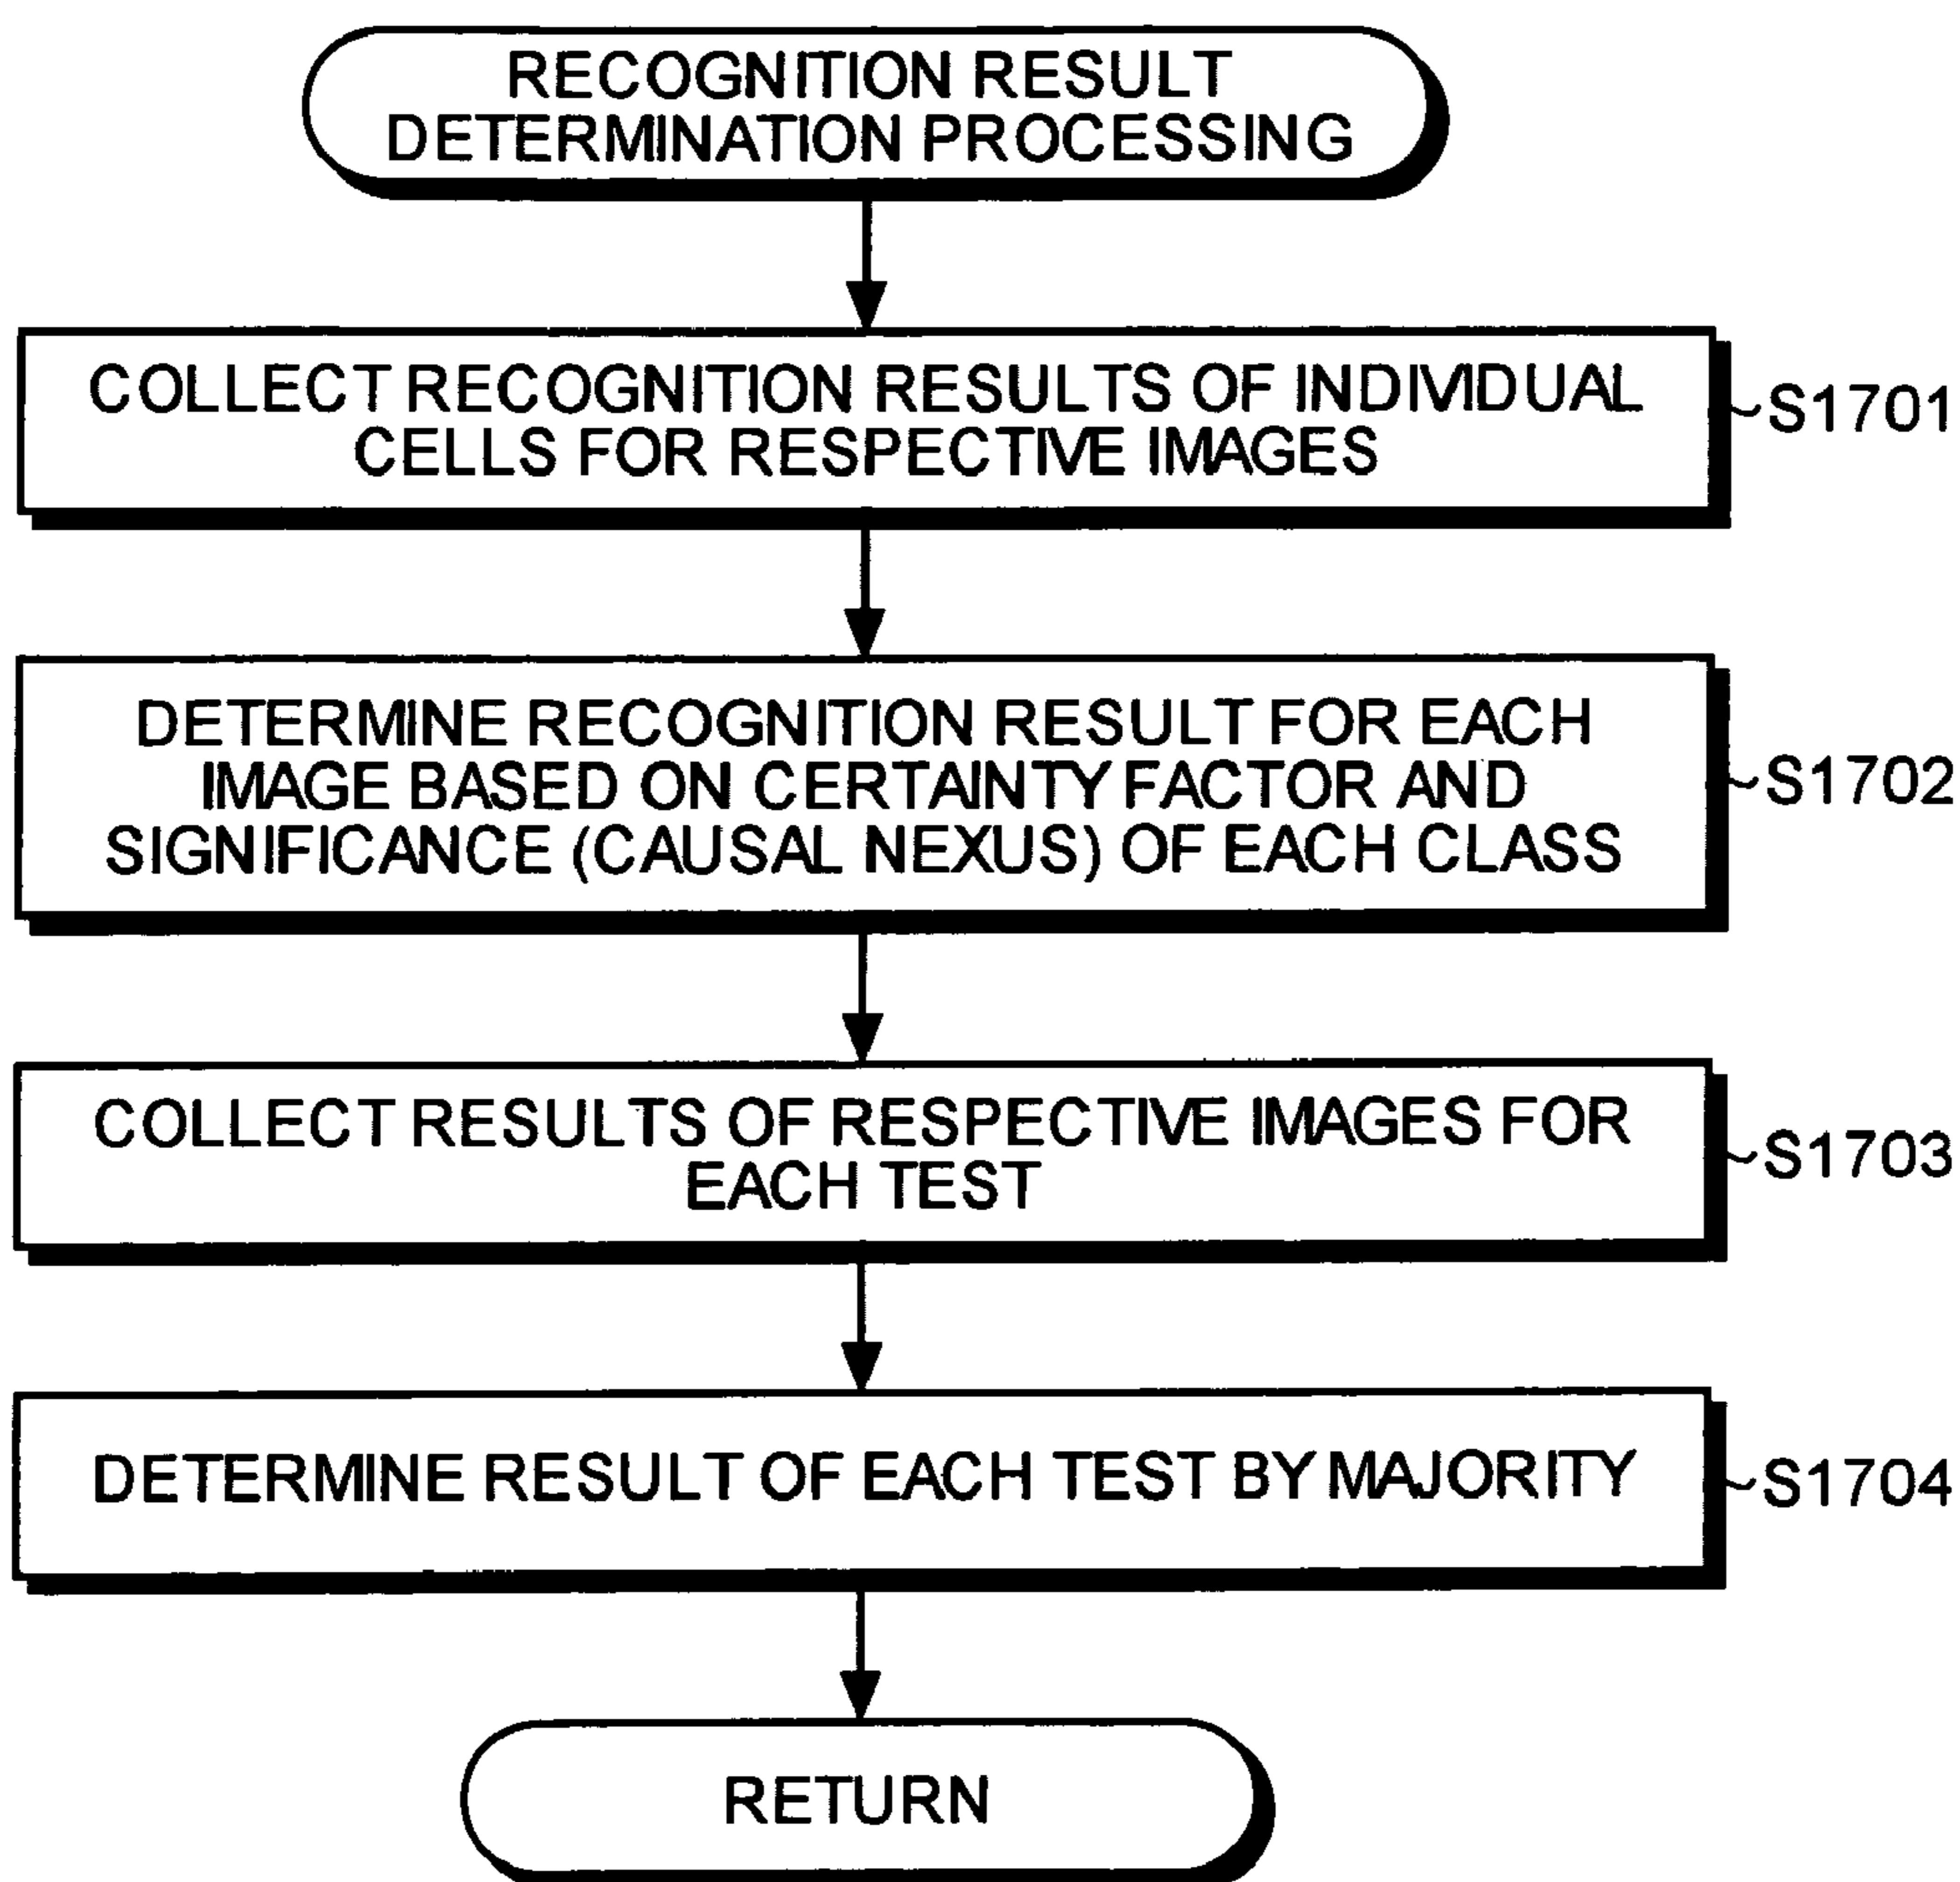 RECOGNITION RESULT
DETERMINATION PROCESSING
COLLECT RECOGNITION RESULTS OF INDIVIDUAL
CELLS FOR RESPECTIVE IMAGES
S1701
DETERMINE RECOGNITION RESULT FOR EACH
IMAGE BASED ON CERTAINTY FACTOR AND
SIGNIFICANCE (CAUSAL NEXUS) OF EACH CLASS
S1702
COLLECT RESULTS OF RESPECTIVE IMAGES FOR
EACH TEST
S1703
DETERMINE RESULT OF EACH TEST BY MAJORITY
S1704
RETURN